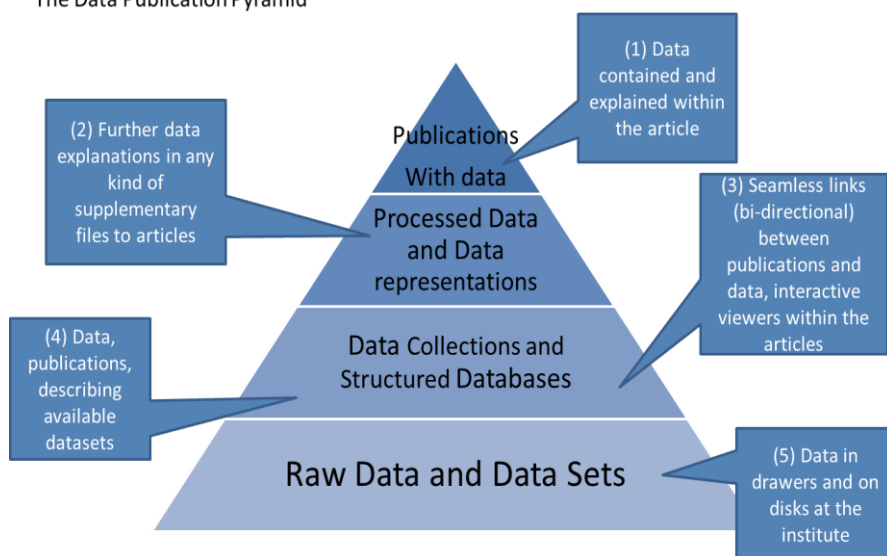 The Data Publication Pyramid
(1) Data
contained and
explained within
the article
(2) Further data
explanations in any
kind of
supplementary
files to articles
Publications
With data
(3) Seamless links
(bi-directional)
between
publications and
data, interactive
viewers within the
articles
Processed Data
and Data
representations
(4) Data,
publications,
describing
available
datasets
Data Collections and
Structured Databases
Raw Data and Data Sets
(5) Data in
drawers and on
disks at the
institute